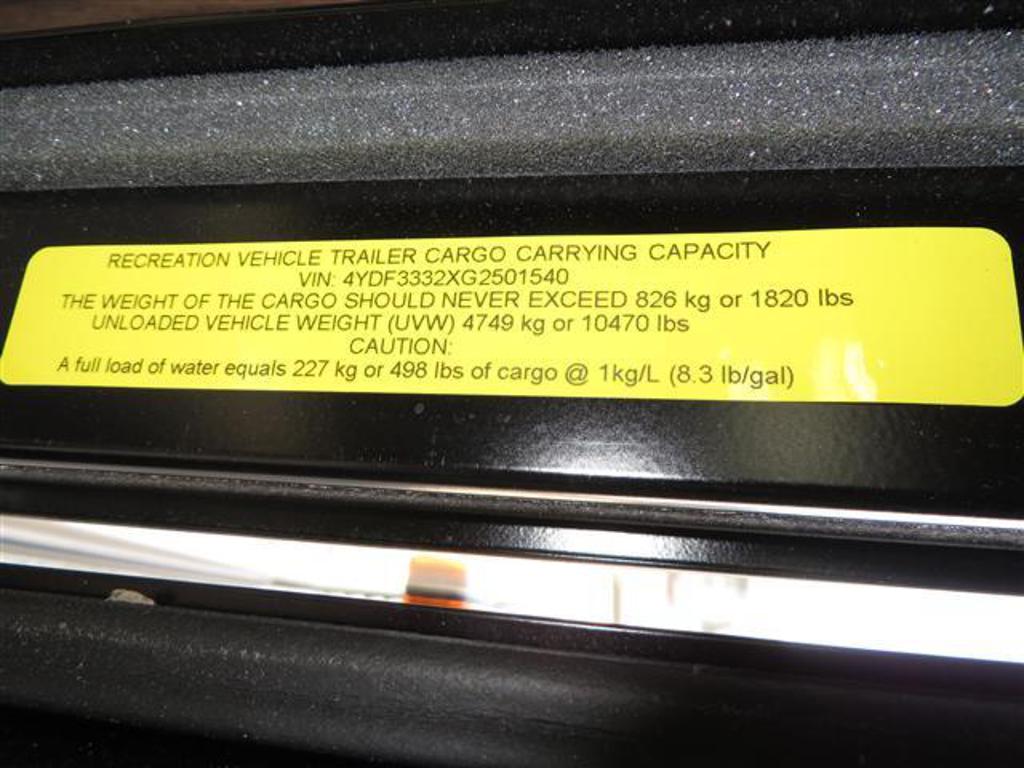 RECREATION VEHICLE TRAILER CARGO CARRYING CAPACITY
VIN: 4YDF3332XG2501540
THE WEIGHT OF THE CARGO SHOULD NEVER EXCEED 826 kg or 1820 lbs
UNLOADED VEHICLE WEIGHT (UVW) 4749 kg or 10470 lbs
CAUTION:
A full load of water equals 227 kg or 498 lbs of cargo @ 1kg/L (8.3 lb/gal)